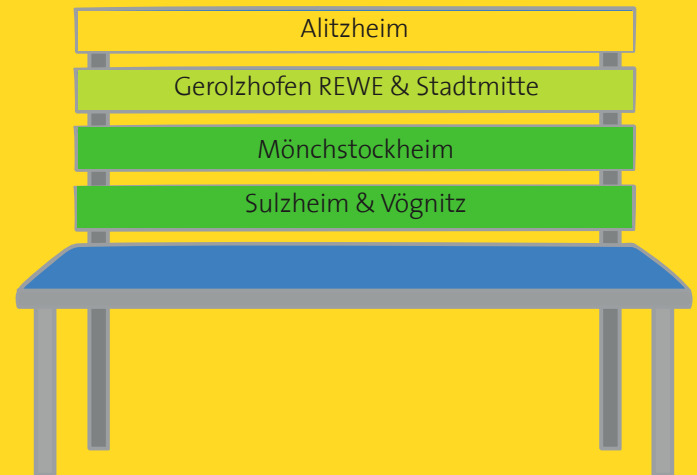 Alitzheim
Gerolzhofen REWE & Stadtmitte
Mönchstockheim
Sulzheim & Vögnitz